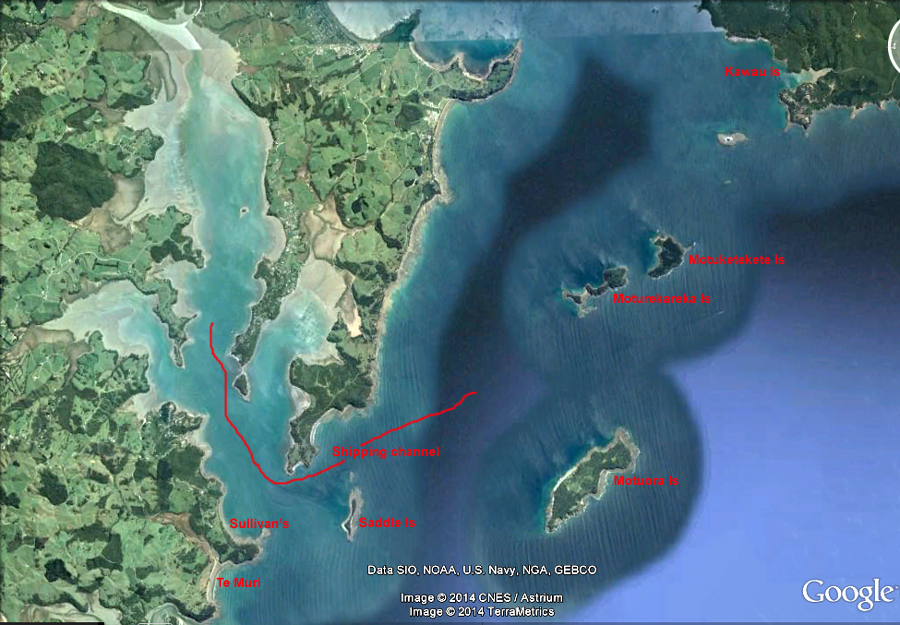 Kawau Is
Motuketekete Is
Moturekareka Is
Shipping channel
Motuora Is
Sullivan's
Saddle Is
Te Muri
Data SIO, NOAA, U.S. Navy, NGA, GEBCO
Image © 2014 CNES / Astrium
Image © 2014 TerraMetrics
Google